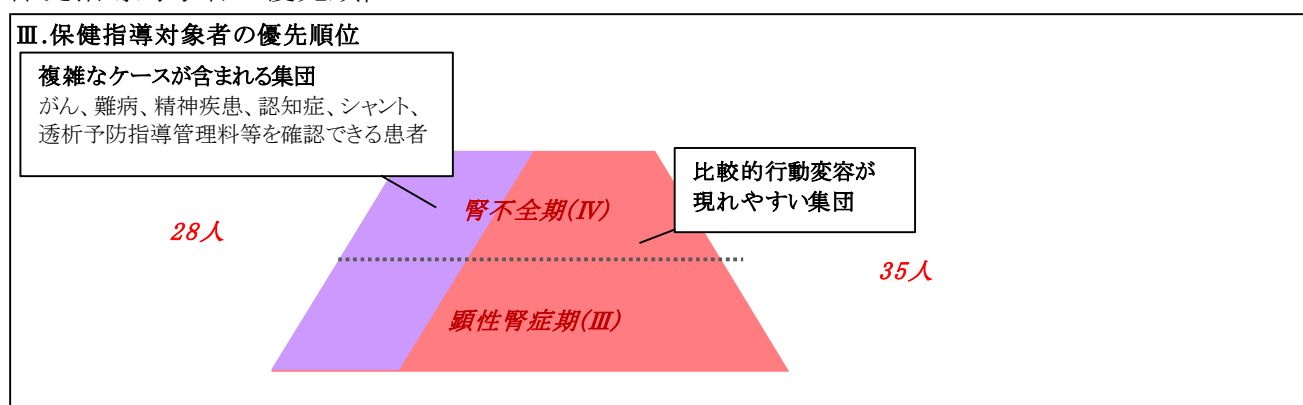 Ⅲ.保健指導対象者の優先順位
複雑なケースが含まれる集団
がん、難病、精神疾患、認知症、シャント、
透析予防指導管理料等を確認できる患者
比較的行動変容が
現れやすい集団
腎不全期(Ⅳ)
28人
35人
顕性腎症期(Ⅲ)